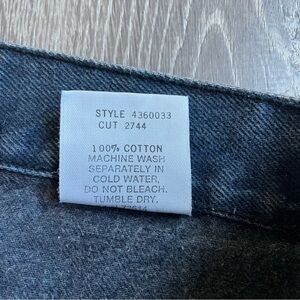 STYLE 4360033
CUT 2744
100% COTTON
MACHINE WASH
SEPARATELY IN
COLD WATER,
DO NOT BLEACH.
TUMBLE DRY.